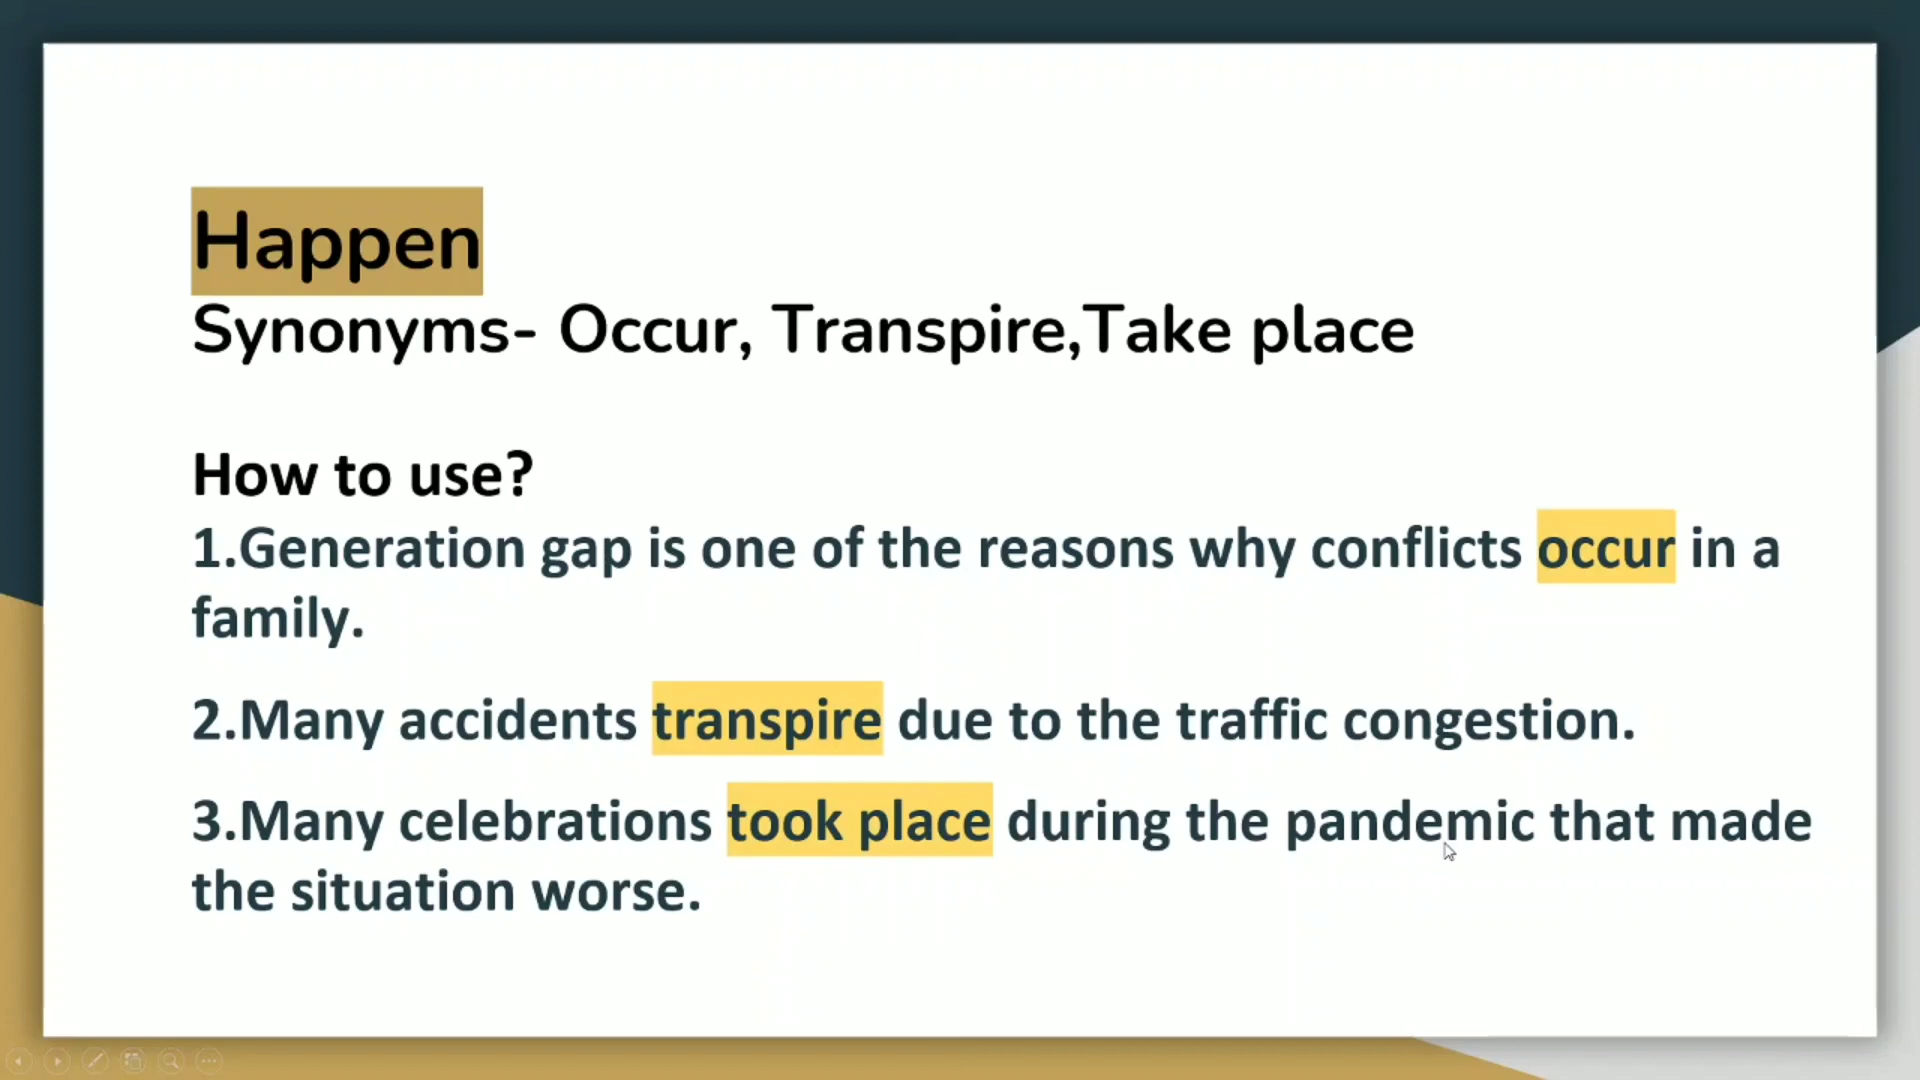 Happen
Synonyms- Occur, Transpire,Take place
How to use?
1.Generation gap is one of the reasons why conflicts occur in a
family.
2.Many accidents transpire due to the traffic congestion.
3.Many celebrations took place during the pandemic that made
the situation worse.